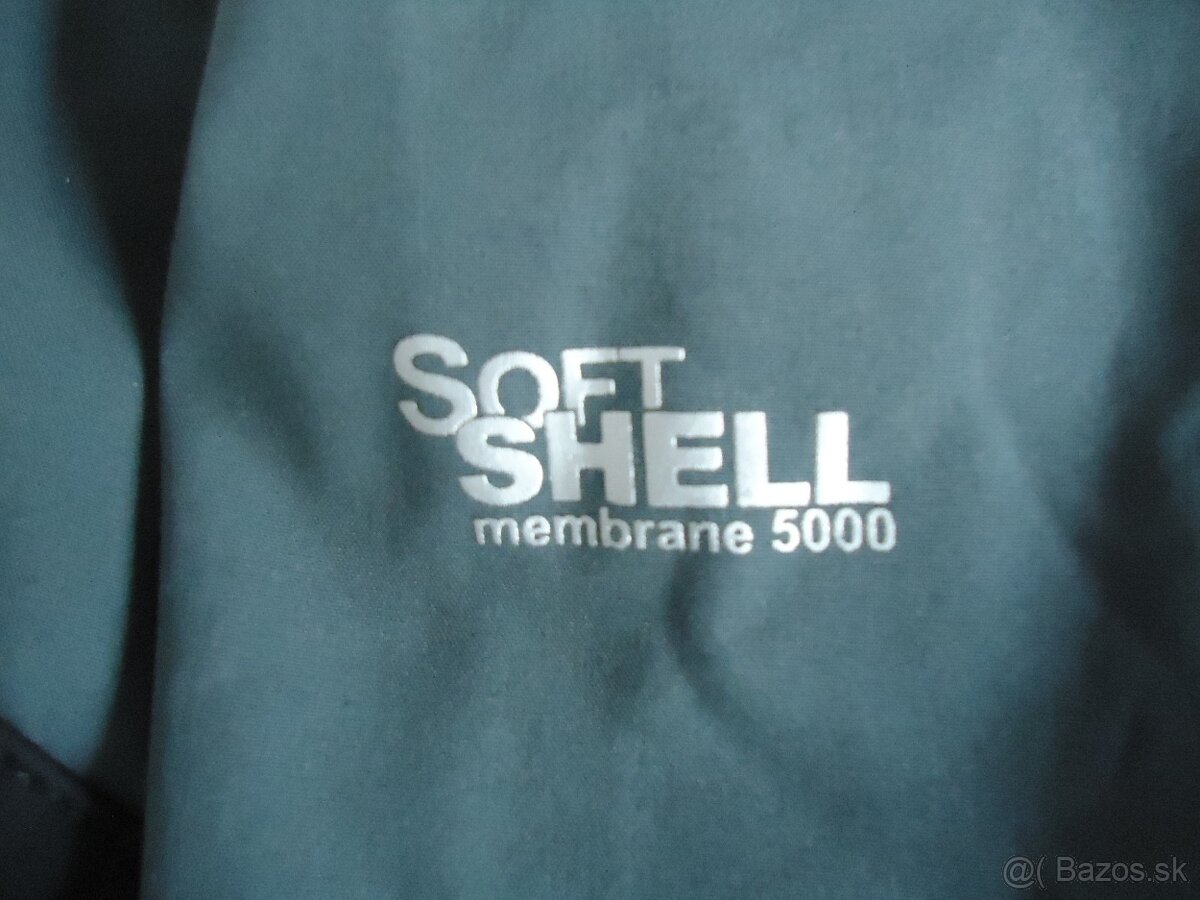 SOFT
SHELL
membrane 5000
@( Bazos.sk